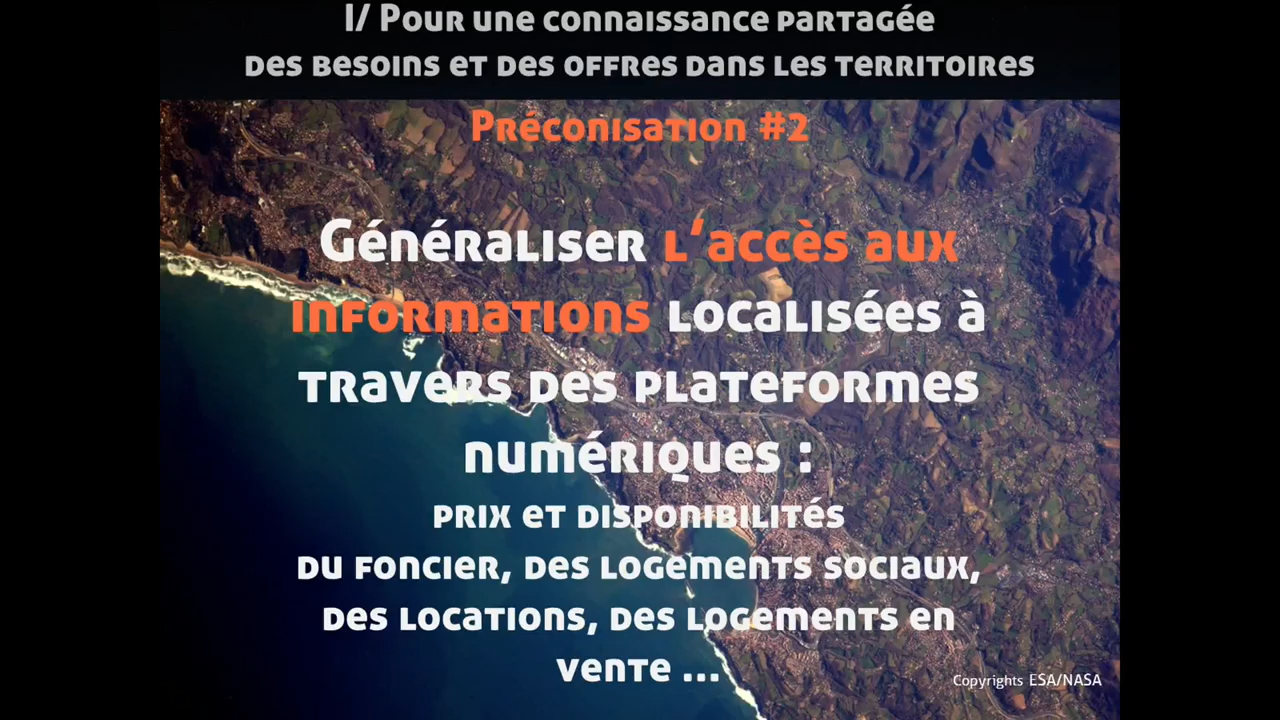 I/ Pour une connaissance partagée
des besoins et des offres dans les territoires
Préconisation #2
Généraliser l'accès aux
informations localisées à
travers des plateformes
numériques :
prix et disponibilités
du foncier, des logements sociaux,
des locations, des logements en
vente ...
Copyrights ESA/NASA